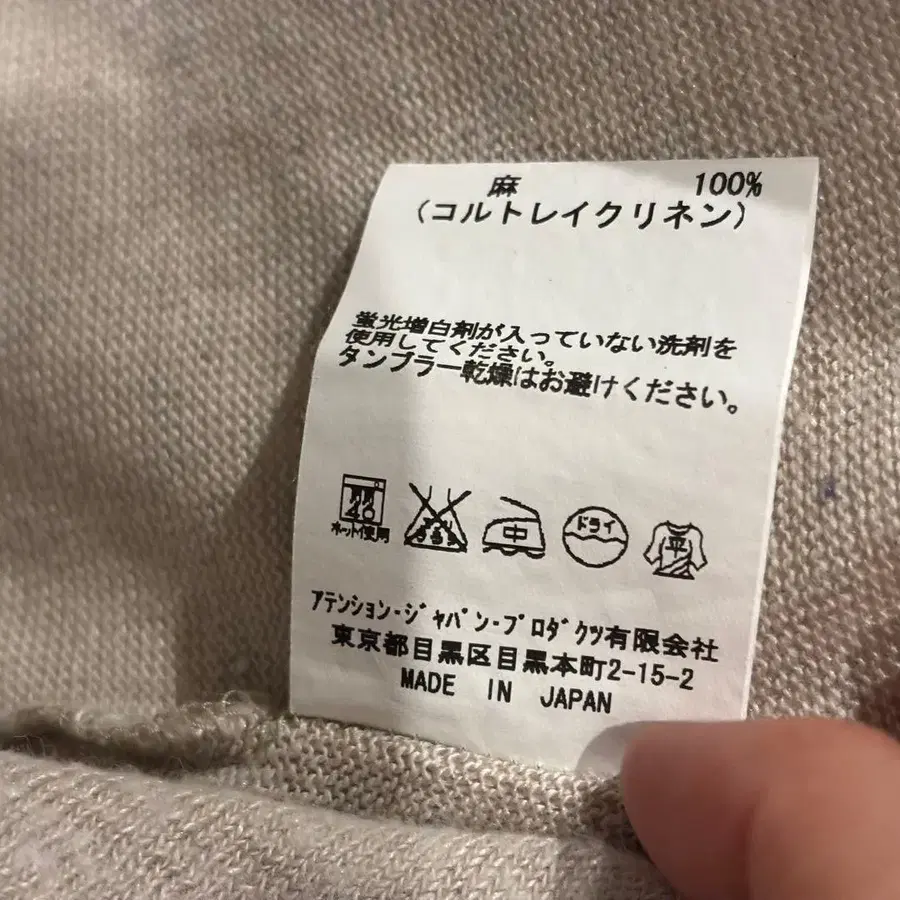 麻 100%
(コルトレイクリネン)
蛍光増白剤が入っていない洗剤を
使用してください。
タンブラー乾燥はお避けください。
40
ネット使用
中
ドライ
平
アテンション・ジャパン・プロダクツ有限会社
東京都目黒区目黒本町2-15-2
MADE IN JAPAN